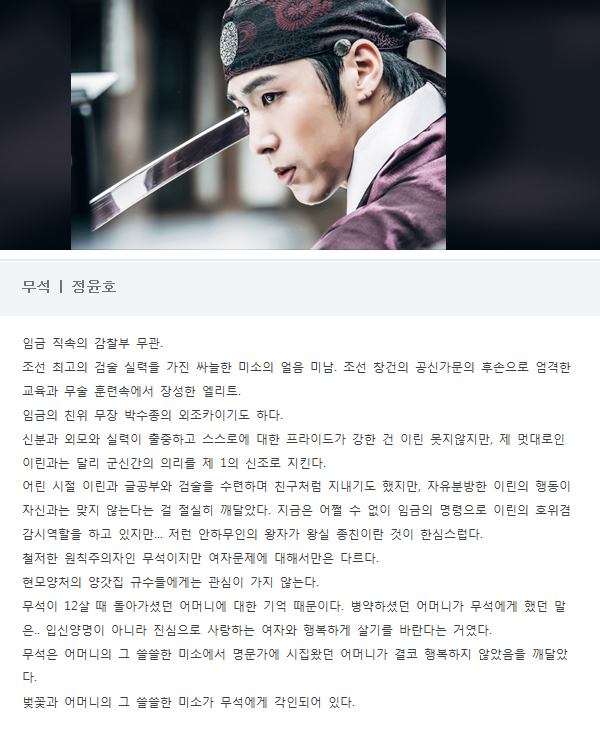 무석 ㅣ 정윤호
임금 직속의 감찰부 무관.
조선 최고의 검술 실력을 가진 싸늘한 미소의 얼음 미남. 조선 창건의 공신가문의 후손으로 엄격한
교육과 무술 훈련속에서 장성한 엘리트.
임금의 친위 무장 박수종의 외조카이기도 하다.
신분과 외모와 실력이 출중하고 스스로에 대한 프라이드가 강한 건 이린 못지않지만, 제 멋대로인
이린과는 달리 군신간의 의리를 제 1의 신조로 지킨다.
어린 시절 이린과 글공부와 검술을 수련하며 친구처럼 지내기도 했지만, 자유분방한 이린의 행동이
자신과는 맞지 않는다는 걸 절실히 깨달았다. 지금은 어쩔 수 없이 임금의 명령으로 이린의 호위겸
감시역할을 하고 있지만... 저런 안하무인의 왕자가 왕실 종친이란 것이 한심스럽다.
철저한 원칙주의자인 무석이지만 여자문제에 대해서만은 다르다.
현모양처의 양갓집 규수들에게는 관심이 가지 않는다.
무석이 12살 때 돌아가셨던 어머니에 대한 기억 때문이다. 병약하셨던 어머니가 무석에게 했던 말
은.. 입신양명이 아니라 진심으로 사랑하는 여자와 행복하게 살기를 바란다는 거였다.
무석은 어머니의 그 쓸쓸한 미소에서 명문가에 시집왔던 어머니가 결코 행복하지 않았음을 깨달았
다.
벚꽃과 어머니의 그 쓸쓸한 미소가 무석에게 각인되어 있다.